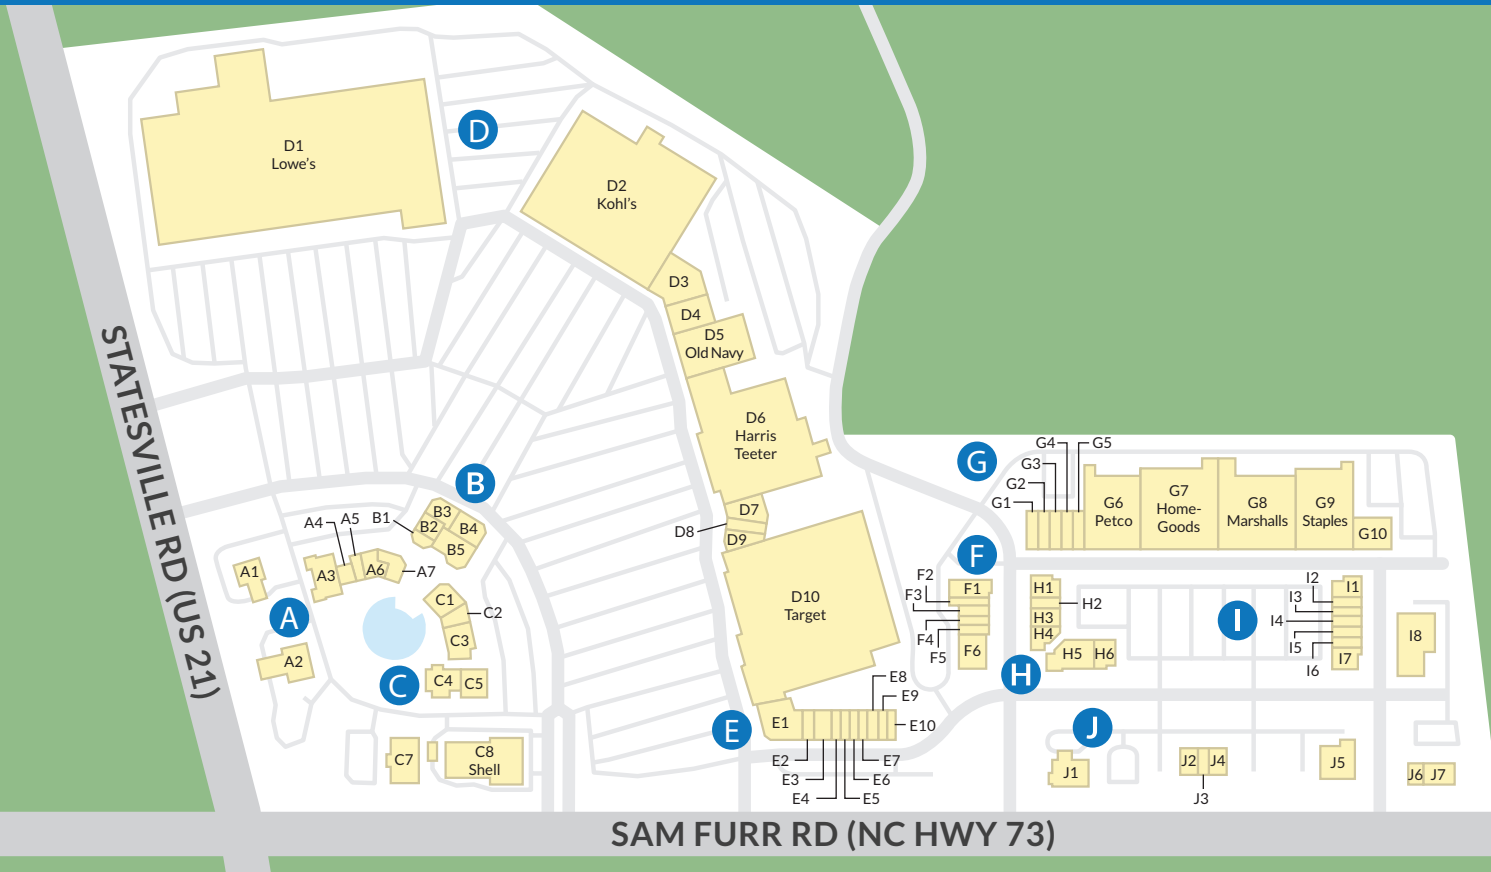 D1
Lowe's
D
D2
Kohl's
D3
D4
D5
Old Navy
D6
Harris
Teeter
D7
D8
D9
D10
Target
STATESVILLE RD (US 21)
B
B1
B2
B3
B4
B5
A
A1
A2
A3
A4
A5
A6
A7
C
C1
C2
C3
C4
C5
C7
C8
Shell
E
E1
E2
E3
E4
E5
E6
E7
E8
E9
E10
F
F1
F2
F3
F4
F5
F6
G
G1
G2
G3
G4
G5
G6
Petco
G7
Home-
Goods
G8
Marshalls
G9
Staples
G10
H
H1
H2
H3
H4
H5
H6
I
I1
I2
I3
I4
I5
I6
I7
I8
J
J1
J2
J3
J4
J5
J6
J7
SAM FURR RD (NC HWY 73)